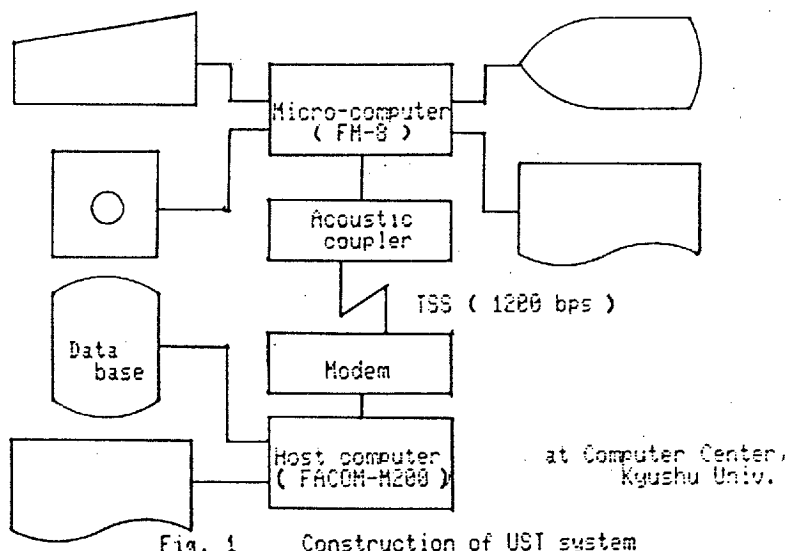 Micro-computer
( FM-8 )
Acoustic
coupler
TSS ( 1200 bps )
Data
base
Modem
Host computer
( FACOM-M200 )
at Computer Center,
Kyushu Univ.
Fig. 1 Construction of UST system